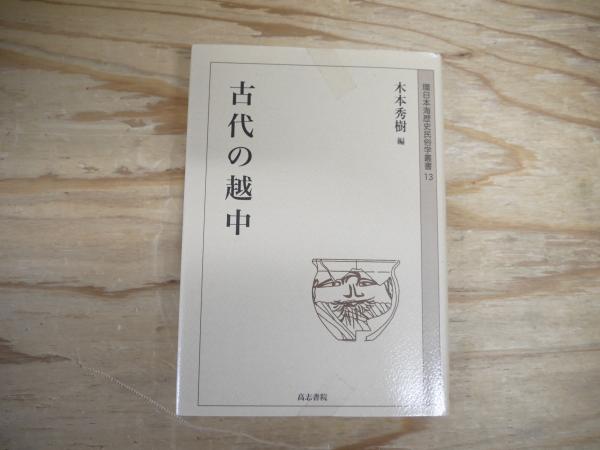 環日本海歴史民俗学叢書 13
木本秀樹 編
古代の越中
高志書院